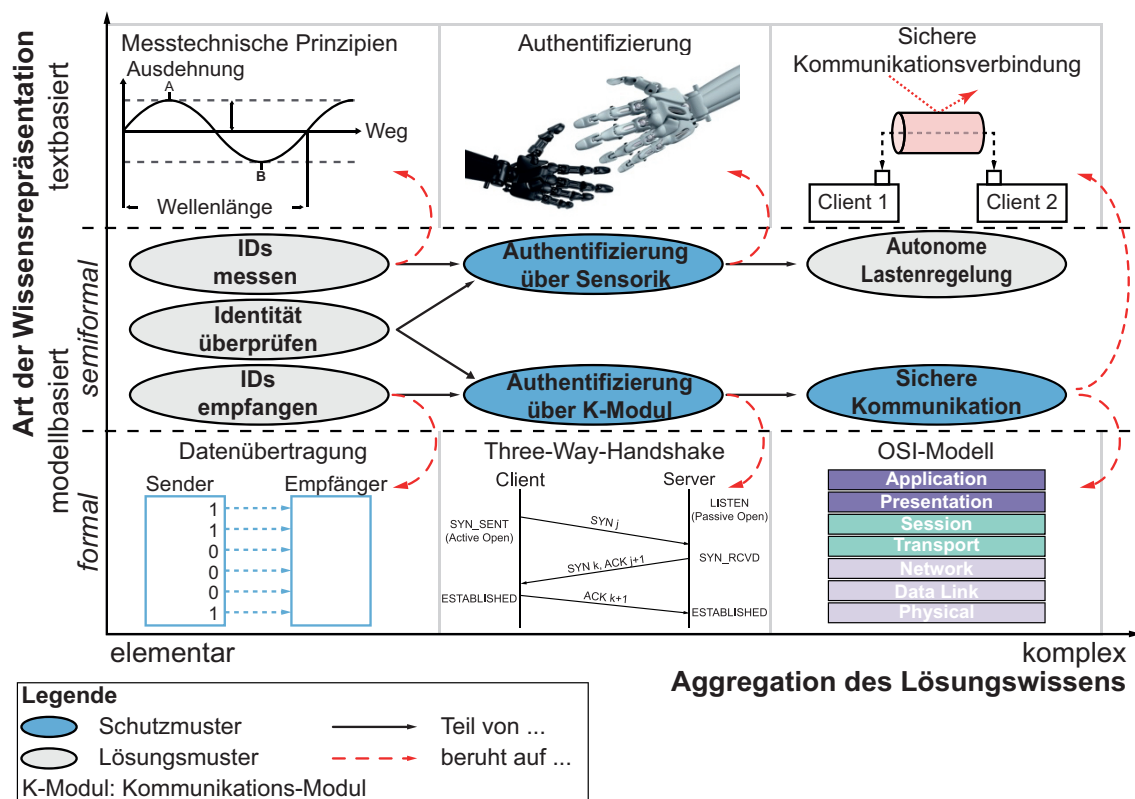 Art der Wissensrepräsentation
textbasiert
modellbasiert
semiformal
formal
Messtechnische Prinzipien
Ausdehnung
A
Weg
B
Wellenlänge
Authentifizierung
Sichere
Kommunikationsverbindung
Client 1
Client 2
IDs
messen
Authentifizierung
über Sensorik
Autonome
Lastenregelung
Identität
überprüfen
IDs
empfangen
Authentifizierung
über K-Modul
Sichere
Kommunikation
Datenübertragung
Sender
Empfänger
1
1
0
0
0
1
Three-Way-Handshake
Client
Server
LISTEN
(Passive Open)
SYN_SENT
(Active Open)
SYN j
SYN_RCVD
SYN k, ACK j+1
ESTABLISHED
ACK k+1
ESTABLISHED
OSI-Modell
Application
Presentation
Session
Transport
Network
Data Link
Physical
elementar
komplex
Aggregation des Lösungswissens
Legende
Schutzmuster
Teil von ...
Lösungsmuster
beruht auf ...
K-Modul: Kommunikations-Modul